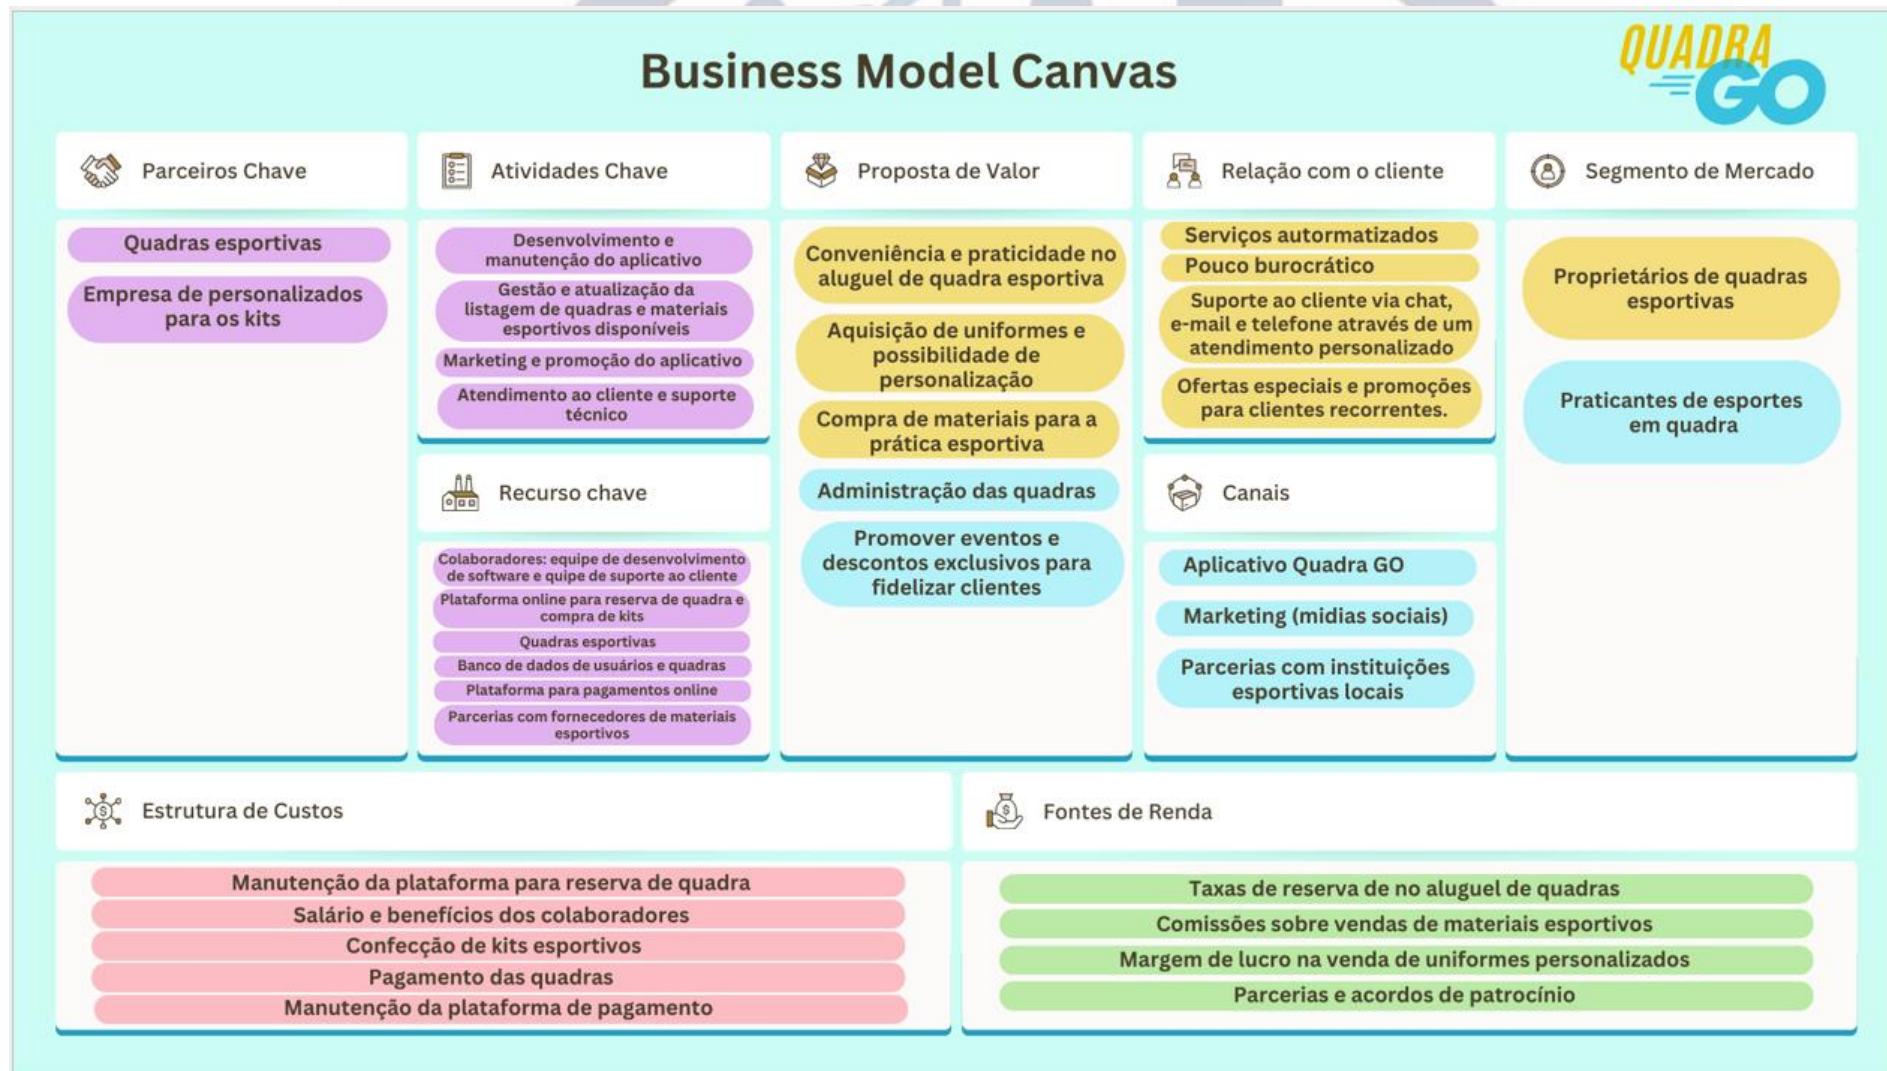 Business Model Canvas
QUADRA
GO
Parceiros Chave
Quadras esportivas
Empresa de personalizados
para os kits
Atividades Chave
Desenvolvimento e
manutenção do aplicativo
Gestão e atualização da
listagem de quadras e materiais
esportivos disponíveis
Marketing e promoção do aplicativo
Atendimento ao cliente e suporte
técnico
Recurso chave
Colaboradores: equipe de desenvolvimento
de software e quipe de suporte ao cliente
Plataforma online para reserva de quadra e
compra de kits
Quadras esportivas
Banco de dados de usuários e quadras
Plataforma para pagamentos online
Parcerias com fornecedores de materiais
esportivos
Proposta de Valor
Conveniência e praticidade no
aluguel de quadra esportiva
Aquisição de uniformes e
possibilidade de
personalização
Compra de materiais para a
prática esportiva
Administração das quadras
Promover eventos e
descontos exclusivos para
fidelizar clientes
Relação com o cliente
Serviços autormatizados
Pouco burocrático
Suporte ao cliente via chat,
e-mail e telefone através de um
atendimento personalizado
Ofertas especiais e promoções
para clientes recorrentes.
Canais
Aplicativo Quadra GO
Marketing (midias sociais)
Parcerias com instituições
esportivas locais
Segmento de Mercado
Proprietários de quadras
esportivas
Praticantes de esportes
em quadra
Estrutura de Custos
Manutenção da plataforma para reserva de quadra
Salário e benefícios dos colaboradores
Confecção de kits esportivos
Pagamento das quadras
Manutenção da plataforma de pagamento
Fontes de Renda
Taxas de reserva de no aluguel de quadras
Comissões sobre vendas de materiais esportivos
Margem de lucro na venda de uniformes personalizados
Parcerias e acordos de patrocínio